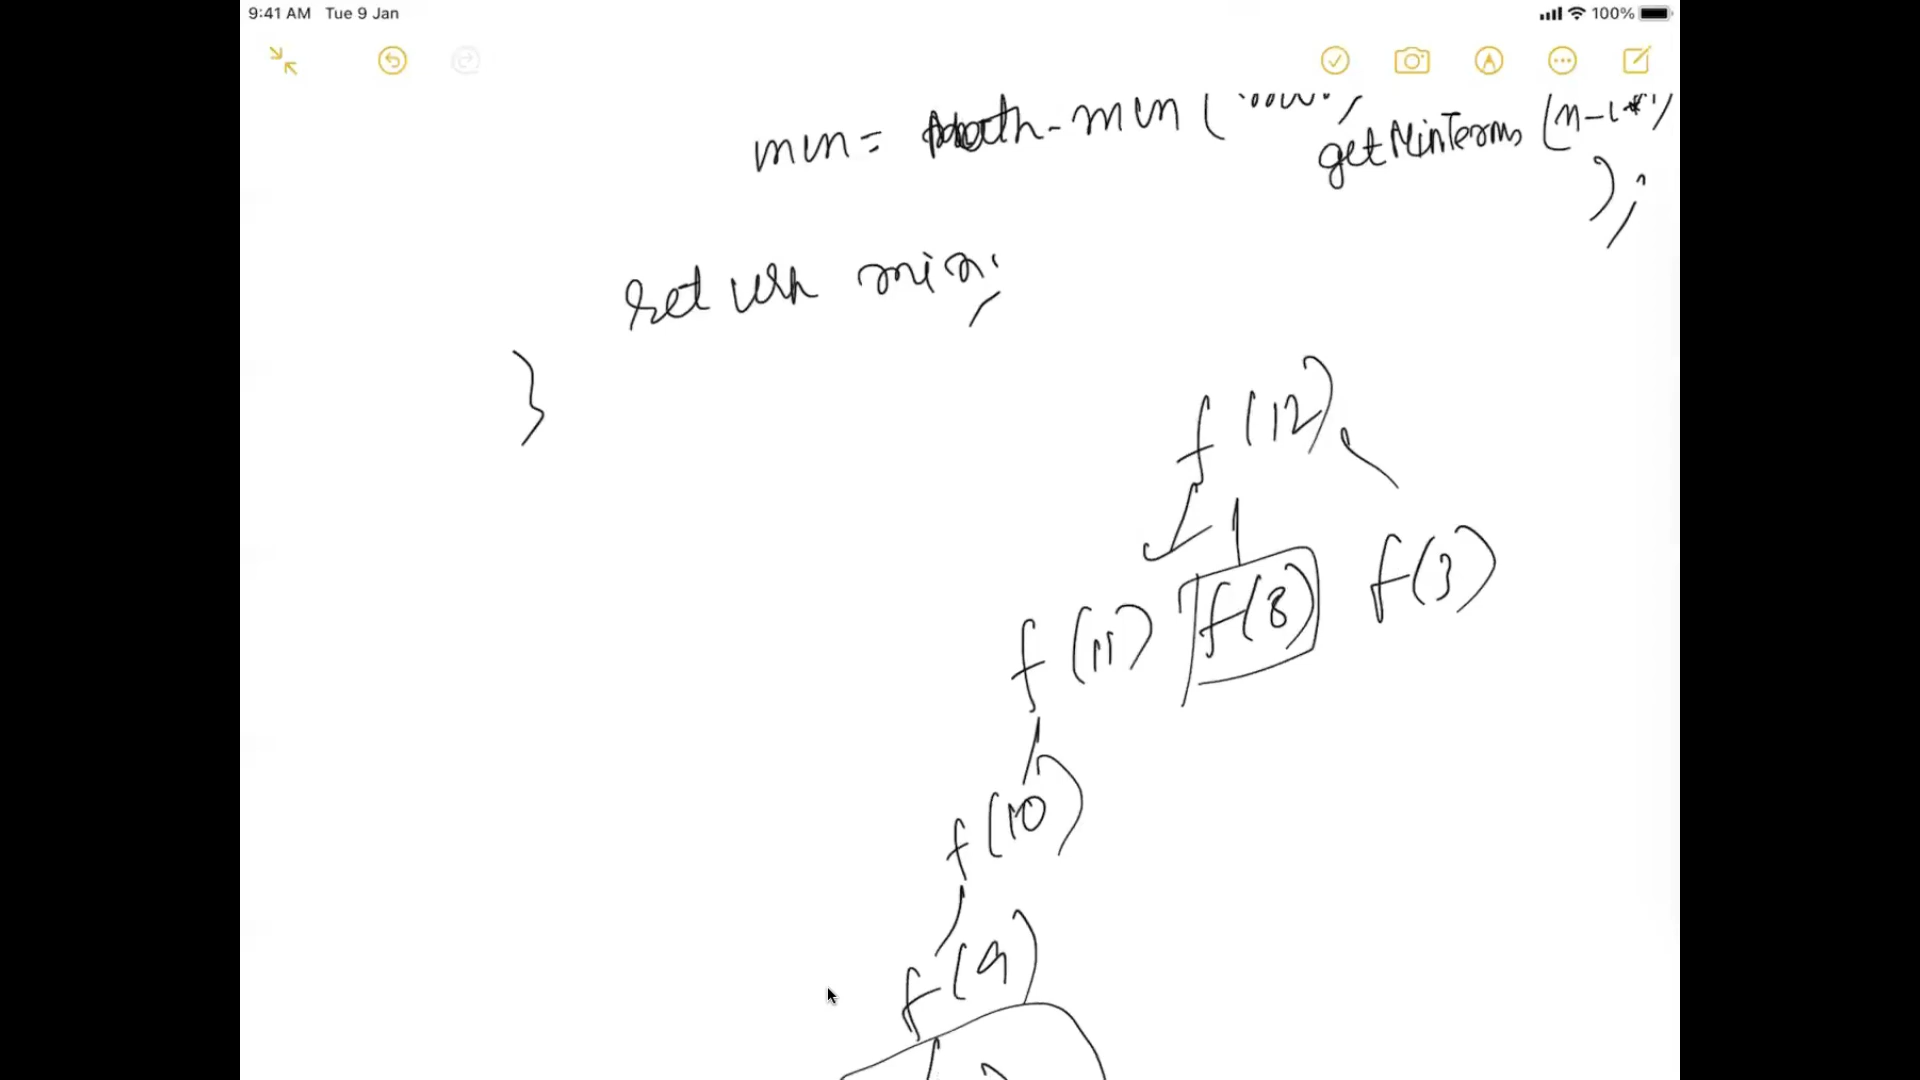 9:41 AM Tue 9 Jan
100%
min = Math.min (
getMinTerms (n-i*i)
);
return min;
}
f(12)
f(11) f(8) f(3)
f(10)
f(9)